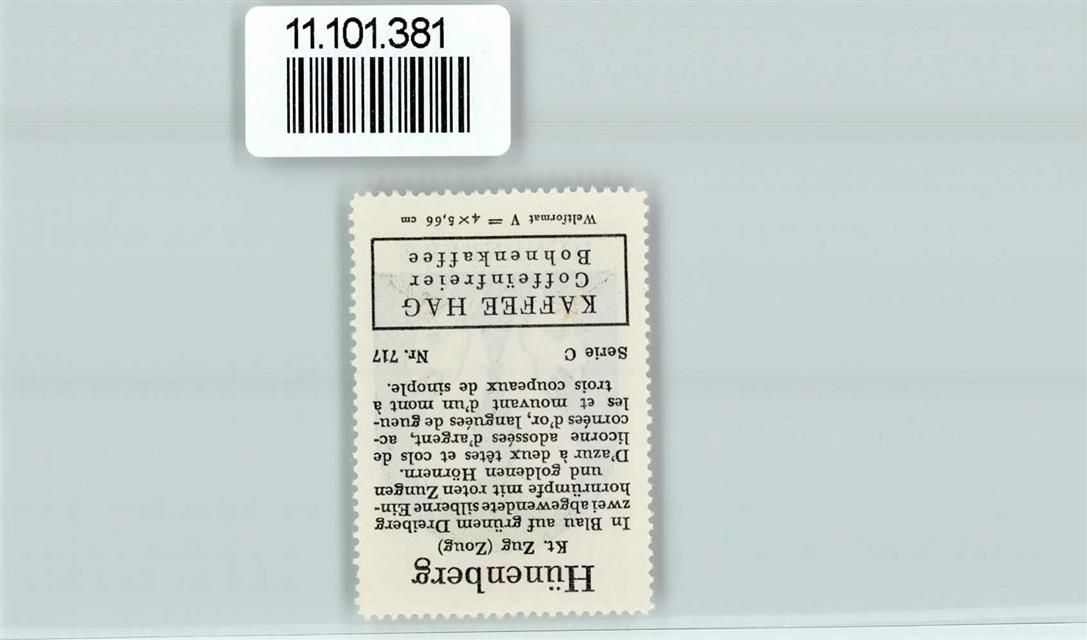 11.101.381
Hünenberg
Kt. Zug (Zoug)
In Blau auf grünem Dreiberg
zwei abgewendete silberne Ein-
hornrümpfe mit roten Zungen
und goldenen Hörnern.
D'azur à deux têtes et cols de
licorne adossées d'argent, ac-
cornées d'or, languées de gueu-
les et mouvant d'un mont à
trois coupeaux de sinople.
Serie C Nr. 717
KAFFEE HAG
Coffeïnfreier
Bohnenkaffee
Weltformat V = 4×5,66 cm